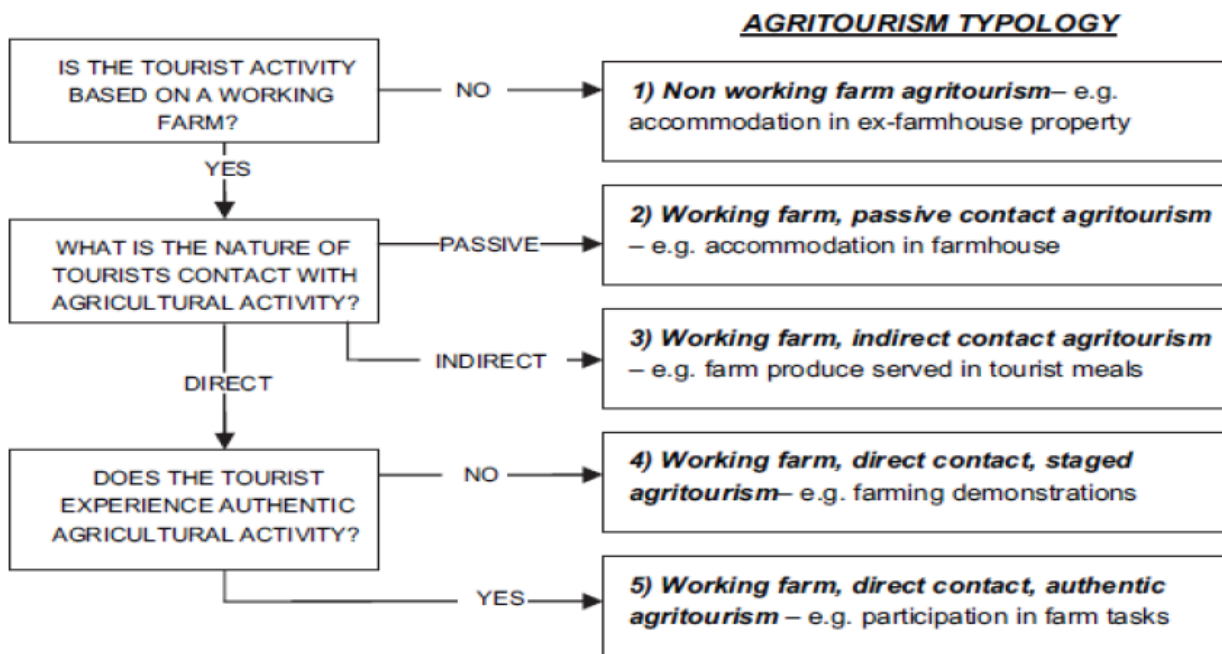 AGRITOURISM TYPOLOGY
IS THE TOURIST ACTIVITY
BASED ON A WORKING
FARM?
NO
1) Non working farm agritourism– e.g.
accommodation in ex-farmhouse property
YES
WHAT IS THE NATURE OF
TOURISTS CONTACT WITH
AGRICULTURAL ACTIVITY?
PASSIVE
2) Working farm, passive contact agritourism
– e.g. accommodation in farmhouse
INDIRECT
3) Working farm, indirect contact agritourism
– e.g. farm produce served in tourist meals
DIRECT
DOES THE TOURIST
EXPERIENCE AUTHENTIC
AGRICULTURAL ACTIVITY?
NO
4) Working farm, direct contact, staged
agritourism– e.g. farming demonstrations
YES
5) Working farm, direct contact, authentic
agritourism – e.g. participation in farm tasks